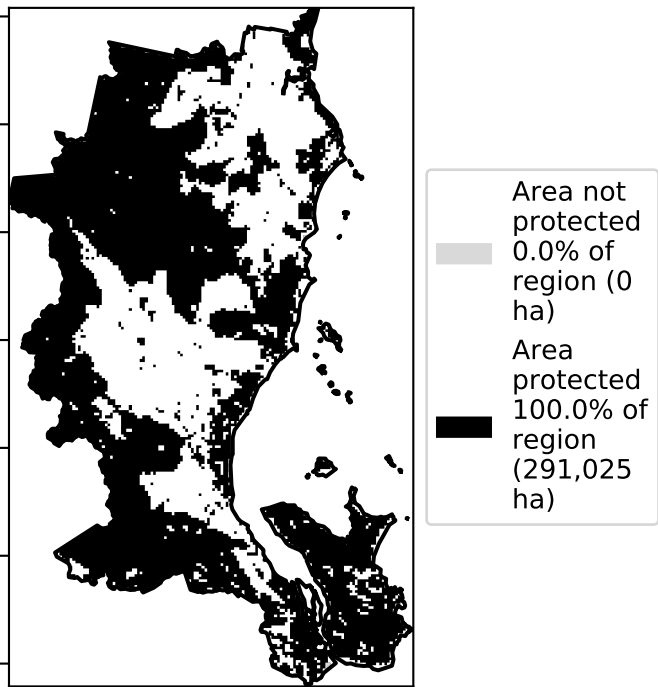 Area not
protected
0.0% of
region (0
ha)
Area
protected
100.0% of
region
(291,025
ha)